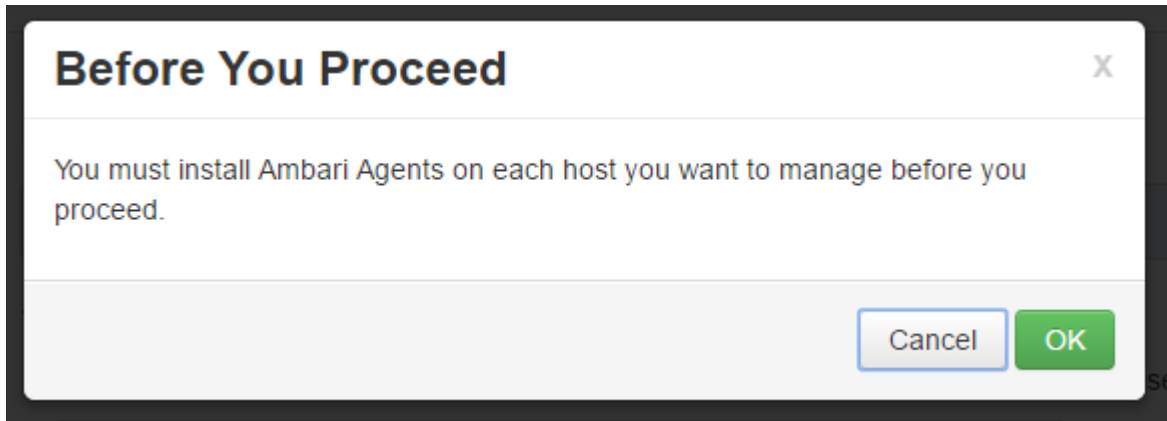 Before You Proceed
x
You must install Ambari Agents on each host you want to manage before you
proceed.
Cancel
OK
se